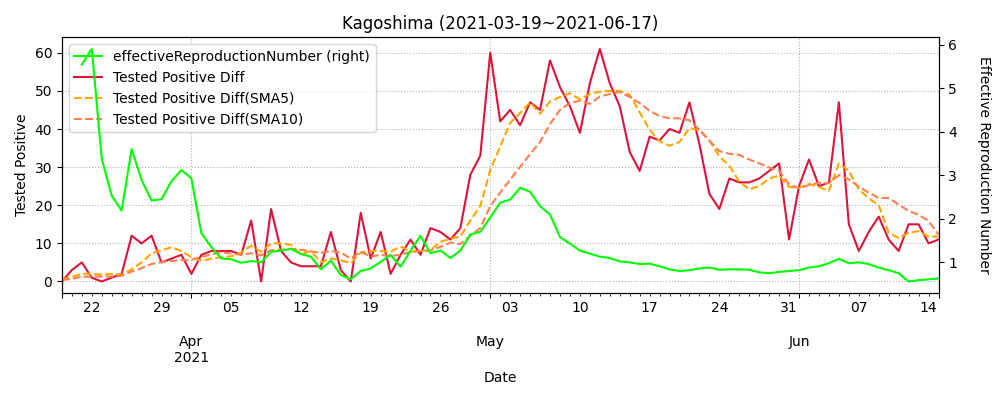 Kagoshima (2021-03-19~2021-06-17)
effectiveReproductionNumber (right)
Tested Positive Diff
Tested Positive Diff(SMA5)
Tested Positive Diff(SMA10)
Tested Positive
60
50
40
30
20
10
0
6
5
4
3
2
1
Effective Reproduction Number
22 29 05 12 19 26 03 10 17 24 31 07 14
Apr May Jun
2021
Date